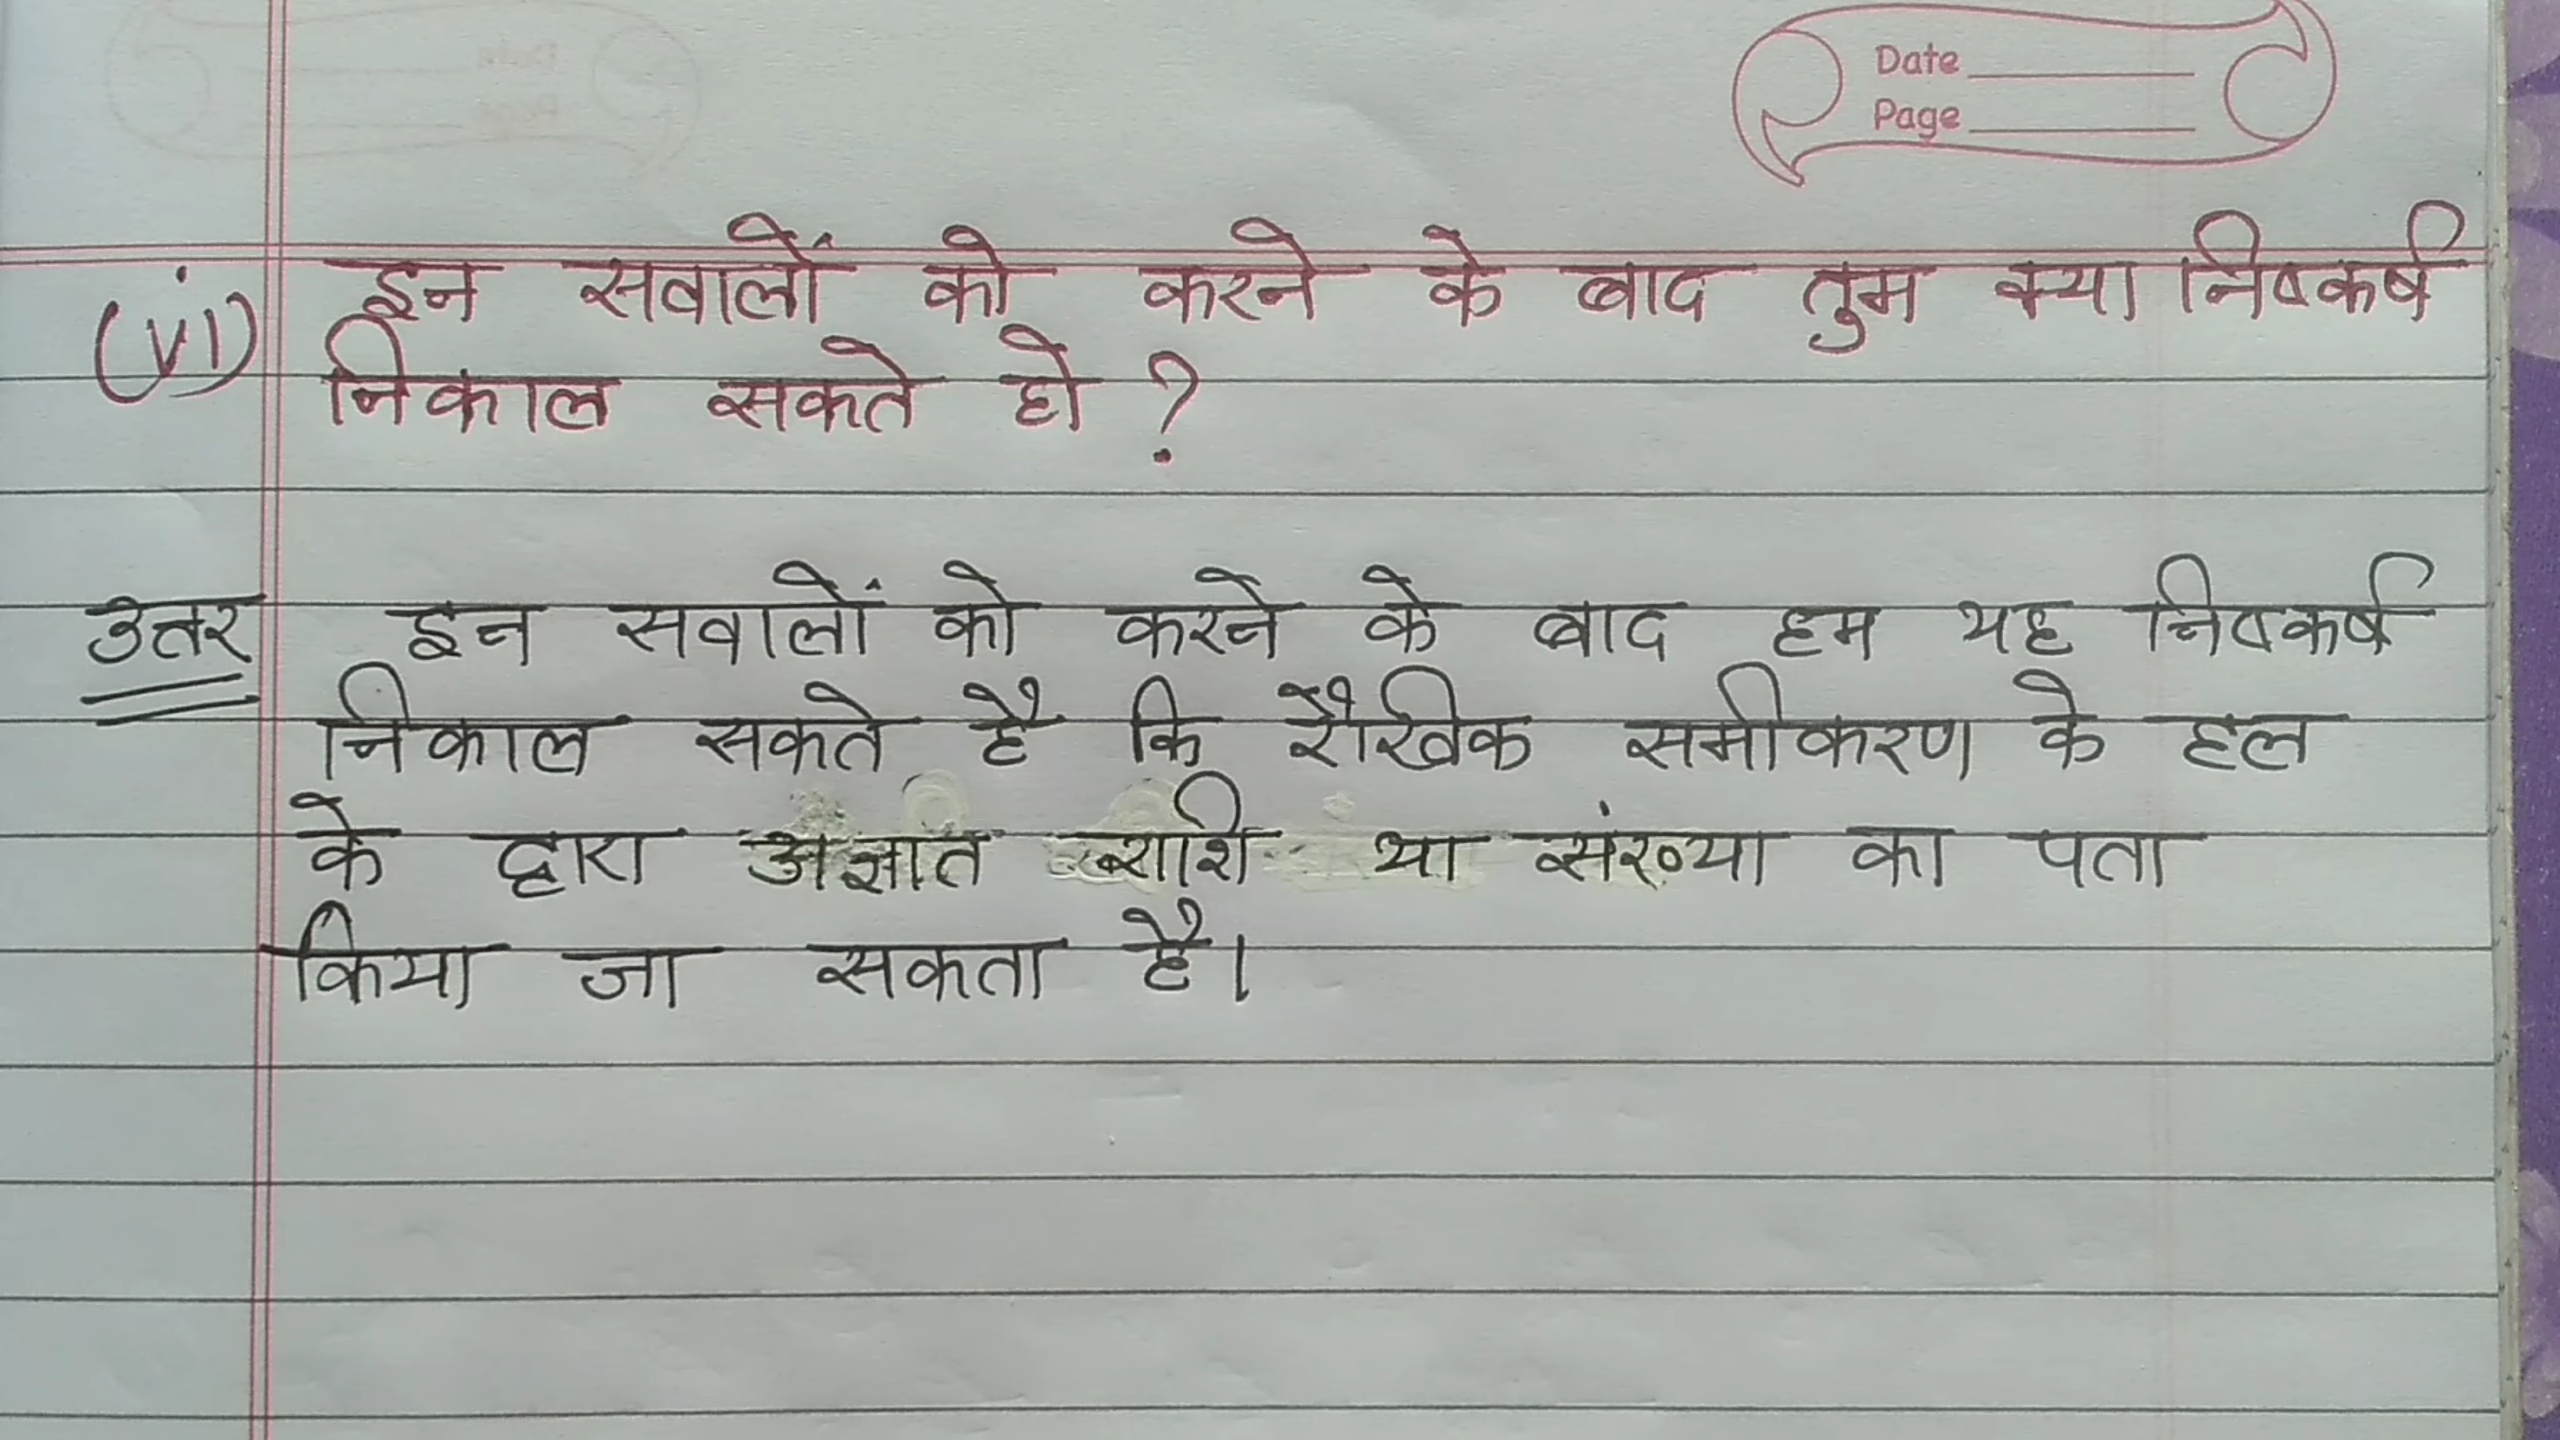 Date
Page
(vi) इन सवालों को करने के बाद तुम क्या निष्कर्ष
निकाल सकते हो ?
उत्तर इन सवालों को करने के बाद हम यह निष्कर्ष
निकाल सकते है कि रौखिक समीकरण के हल
के द्वारा अज्ञात राशि या संख्या का पता
किया जा सकता है।